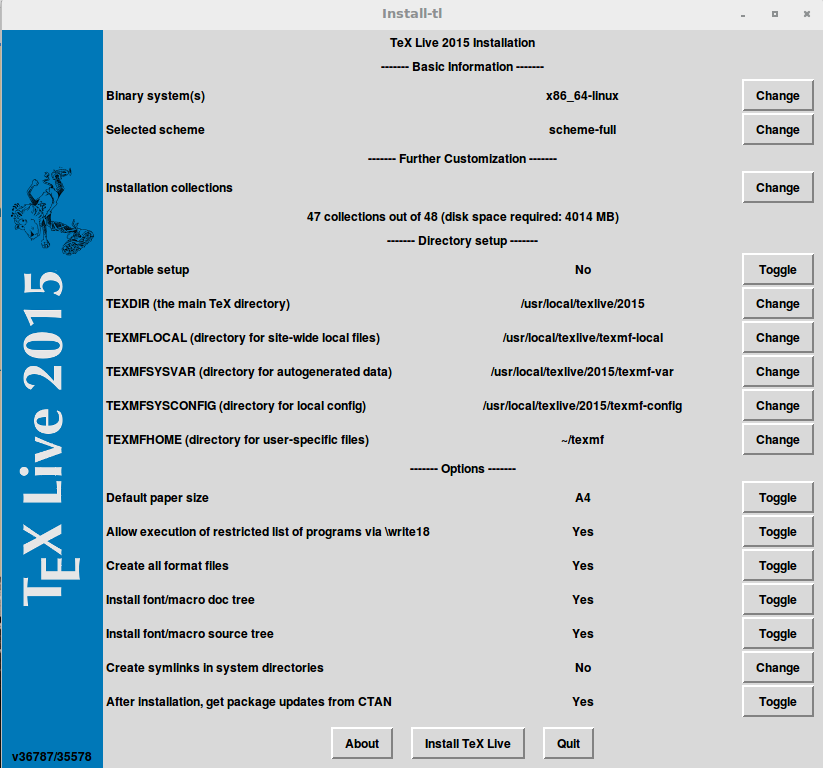 Install-tl
TeX Live 2015 Installation
------- Basic Information -------
Binary system(s) x86_64-linux Change
Selected scheme scheme-full Change
------- Further Customization -------
Installation collections Change
47 collections out of 48 (disk space required: 4014 MB)
------- Directory setup -------
Portable setup No Toggle
TEXDIR (the main TeX directory) /usr/local/texlive/2015 Change
TEXMFLOCAL (directory for site-wide local files) /usr/local/texlive/texmf-local Change
TEXMFSYSVAR (directory for autogenerated data) /usr/local/texlive/2015/texmf-var Change
TEXMFSYSCONFIG (directory for local config) /usr/local/texlive/2015/texmf-config Change
TEXMFHOME (directory for user-specific files) ~/texmf Change
------- Options -------
Default paper size A4 Toggle
Allow execution of restricted list of programs via \write18 Yes Toggle
Create all format files Yes Toggle
Install font/macro doc tree Yes Toggle
Install font/macro source tree Yes Toggle
Create symlinks in system directories No Change
After installation, get package updates from CTAN Yes Toggle
About Install TeX Live Quit
TEX Live 2015
v36787/35578